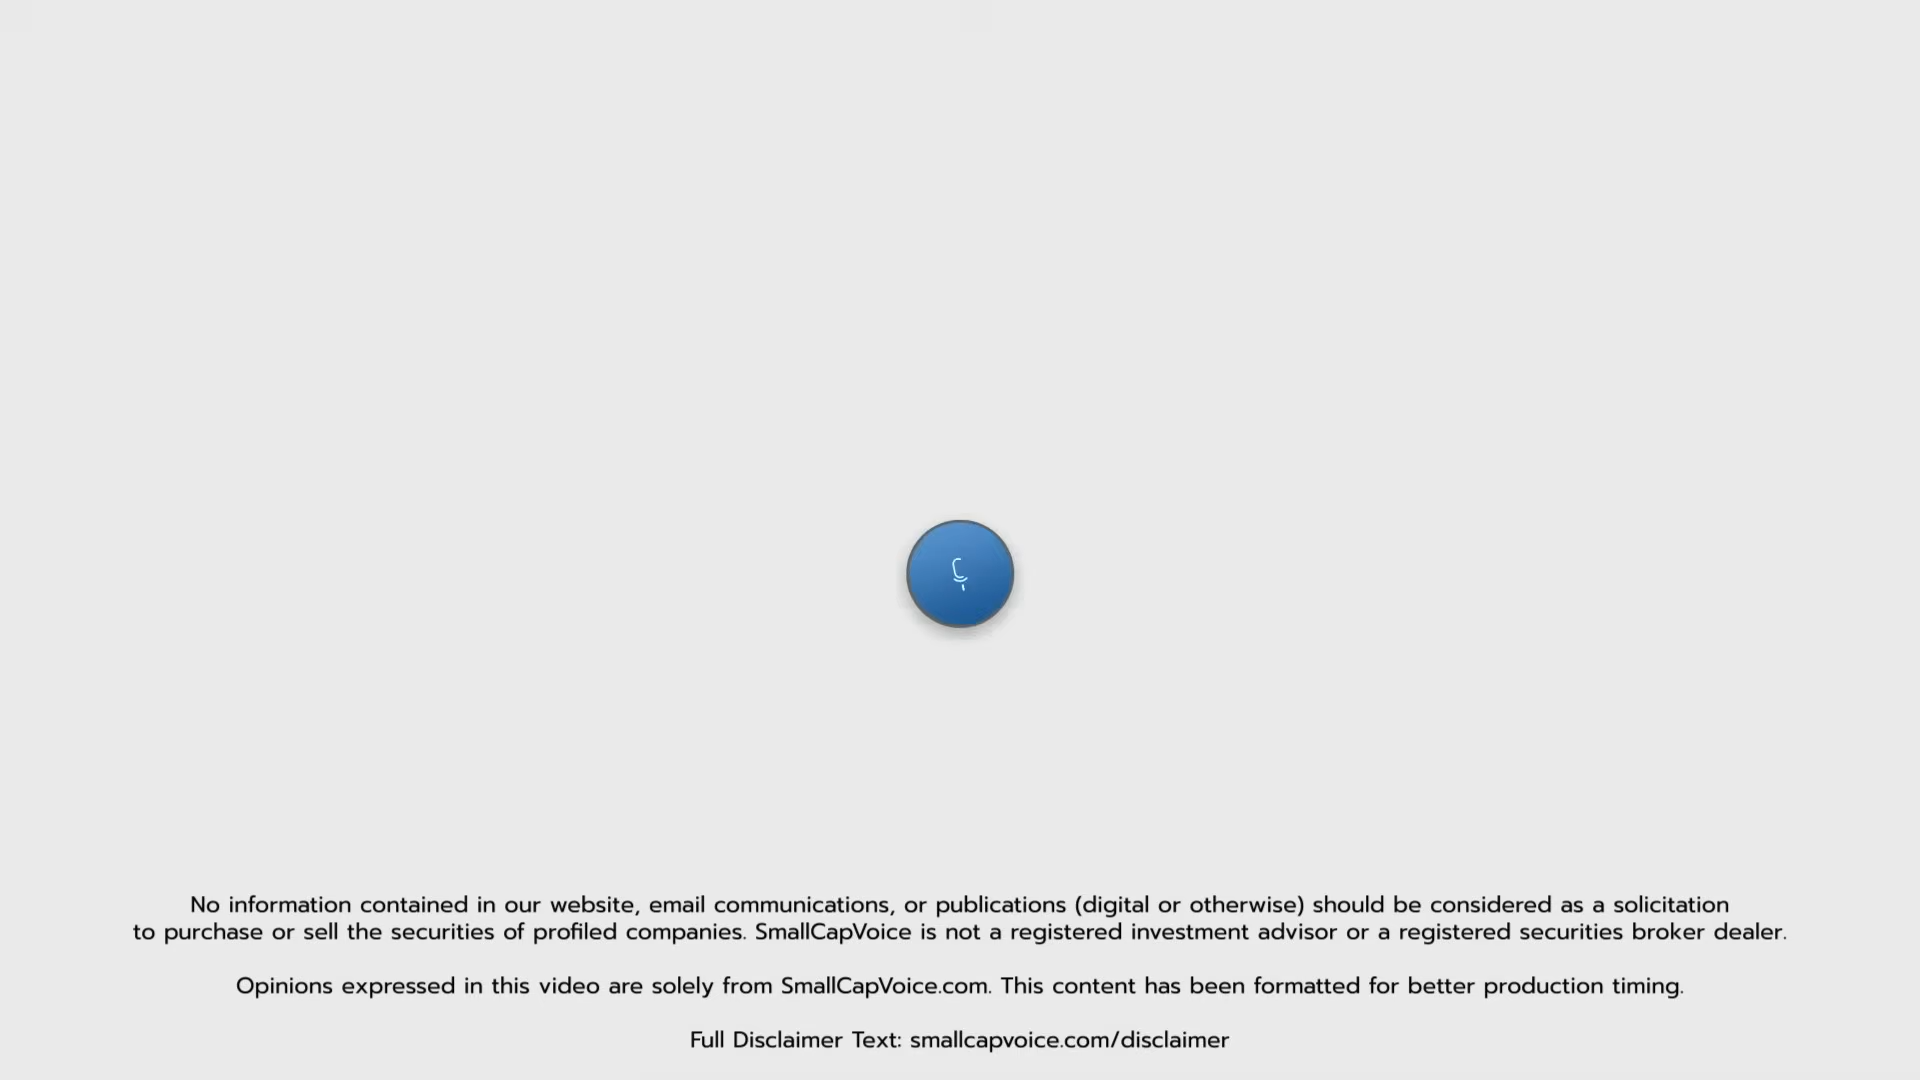 No information contained in our website, email communications, or publications (digital or otherwise) should be considered as a solicitation
to purchase or sell the securities of profiled companies. SmallCapVoice is not a registered investment advisor or a registered securities broker dealer.
Opinions expressed in this video are solely from SmallCapVoice.com. This content has been formatted for better production timing.
Full Disclaimer Text: smallcapvoice.com/disclaimer